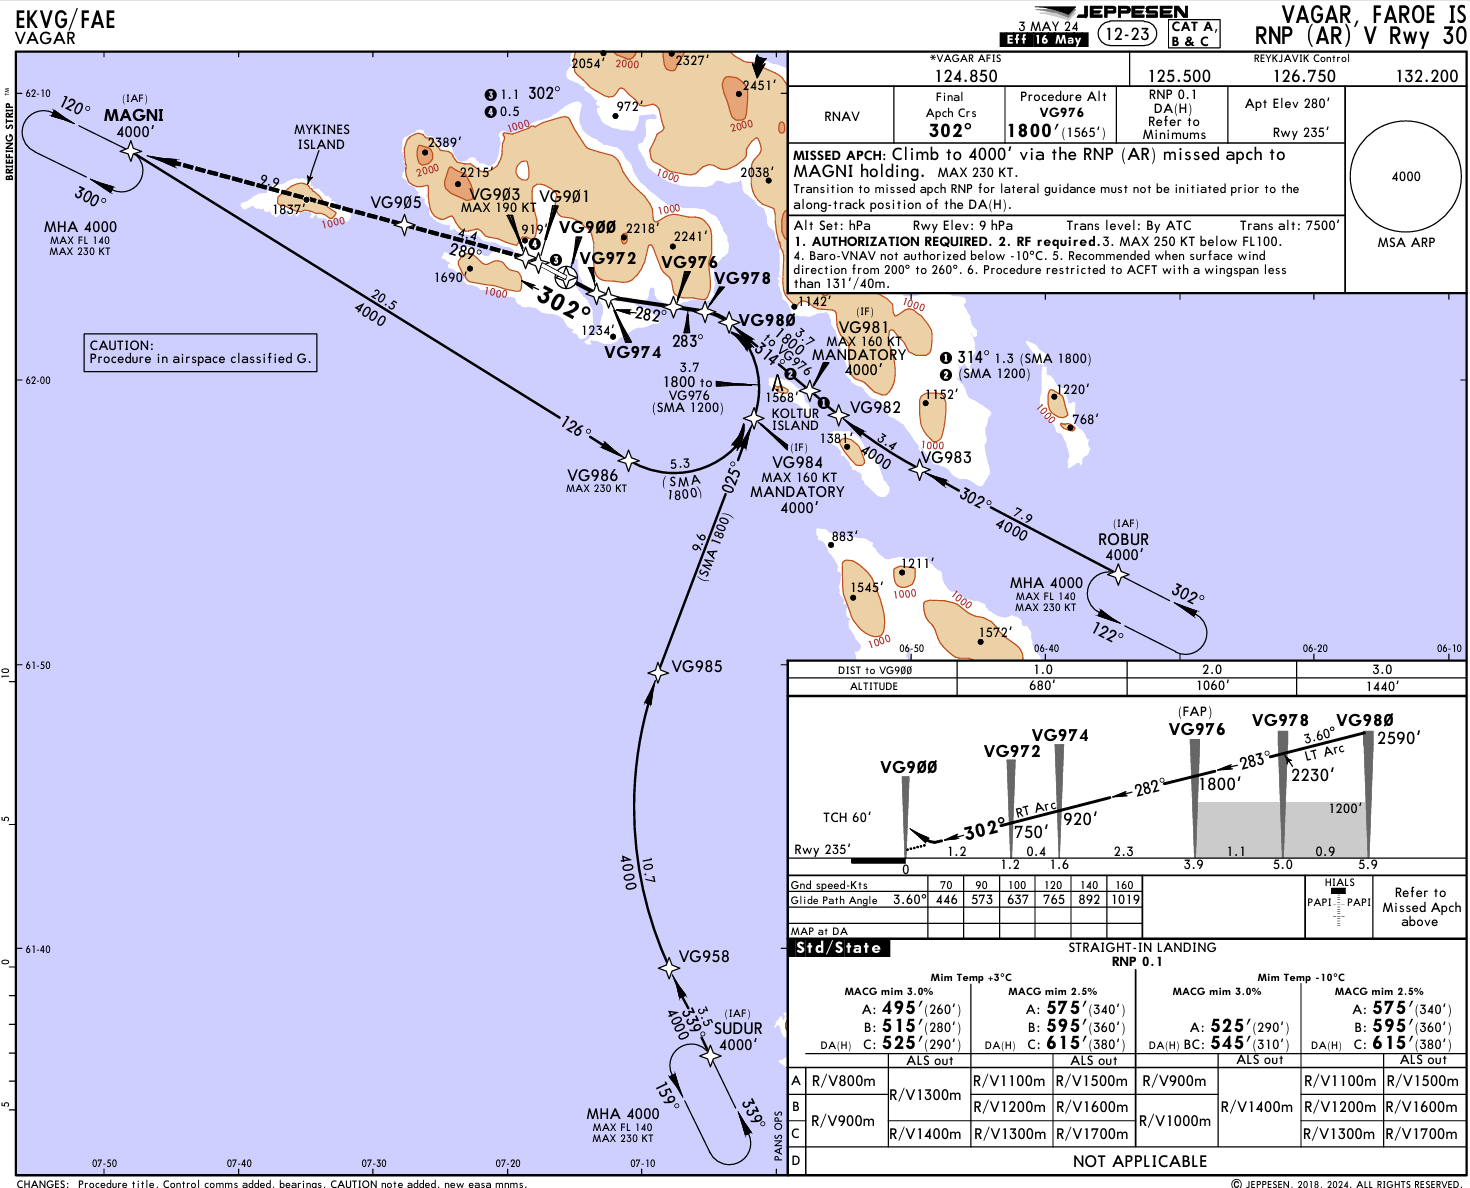 EKVG/FAE
VAGAR
JEPPESEN
3 MAY 24
Eff 16 May
12-23
CAT A,
B & C
VAGAR, FAROE IS
RNP (AR) V Rwy 30
BRIEFING STRIP ™
*VAGAR AFIS
124.850
REYKJAVIK Control
125.500 126.750 132.200
RNAV
Final
Apch Crs
302°
Procedure Alt
VG976
1800' (1565')
RNP 0.1
DA(H)
Refer to
Minimums
Apt Elev 280'
Rwy 235'
MISSED APCH: Climb to 4000' via the RNP (AR) missed apch to
MAGNI holding. MAX 230 KT.
Transition to missed apch RNP for lateral guidance must not be initiated prior to the
along-track position of the DA(H).
Alt Set: hPa Rwy Elev: 9 hPa Trans level: By ATC Trans alt: 7500'
1. AUTHORIZATION REQUIRED. 2. RF required. 3. MAX 250 KT below FL100.
4. Baro-VNAV not authorized below -10°C. 5. Recommended when surface wind
direction from 200° to 260°. 6. Procedure restricted to ACFT with a wingspan less
than 131'/40m.
4000
MSA ARP
62-10
62-00
61-50
61-40
10
5
0
5
07-50
07-40
07-30
07-20
07-10
06-50
06-40
06-20
06-10
120°
300°
(IAF)
MAGNI
4000'
MHA 4000
MAX FL 140
MAX 230 KT
MYKINES
ISLAND
9.9
1837'
1000
VG905
4.4
289°
3 1.1 302°
4 0.5
2054'
2000
2327'
2451'
2000
972'
1000
2389'
2000
2215'
2038'
1000
VG903
MAX 190 KT
VG901
919'
4
3
VG900
1000
2218'
2241'
VG972
VG976
VG978
1690'
1000
302°
282°
1234'
VG974
283°
VG980
20.5
4000
CAUTION:
Procedure in airspace classified G.
3.7
1800 to
VG976
(SMA 1200)
3.7
1800
to VG976
314°
2
1
1142'
1000
(IF)
VG981
MAX 160 KT
MANDATORY
4000'
1 314° 1.3 (SMA 1800)
2 (SMA 1200)
1568'
KOLTUR
ISLAND
VG982
1152'
1000
1220'
1000
768'
1381'
3.4
4000
VG983
302°
7.9
4000
(IF)
VG984
MAX 160 KT
MANDATORY
4000'
126°
VG986
MAX 230 KT
5.3
(SMA
1800)
025°
9.6
(SMA 1800)
(IAF)
ROBUR
4000'
MHA 4000
MAX FL 140
MAX 230 KT
302°
122°
883'
1545'
1211'
1000
1000
1572'
1000
VG985
10.7
4000
VG958
3.5
339°
4000
(IAF)
SUDUR
4000'
159°
339°
MHA 4000
MAX FL 140
MAX 230 KT
PANS OPS
DIST to VG900 1.0 2.0 3.0
ALTITUDE 680' 1060' 1440'
VG900
VG972
VG974
(FAP)
VG976
VG978
VG980
3.60°
LT Arc
2590'
283°
2230'
1800'
282°
1200'
RT Arc
920'
302°
750'
TCH 60'
Rwy 235'
1.2 0.4 2.3 1.1 0.9
0 1.2 1.6 3.9 5.0 5.9
Gnd speed-Kts 70 90 100 120 140 160
Glide Path Angle 3.60° 446 573 637 765 892 1019
MAP at DA
HIALS
PAPI PAPI
Refer to
Missed Apch
above
Std/State
STRAIGHT-IN LANDING
RNP 0.1
Mim Temp +3°C Mim Temp -10°C
MACG mim 3.0% MACG mim 2.5% MACG mim 3.0% MACG mim 2.5%
A: 495' (260') A: 575' (340') A: 575' (340')
B: 515' (280') B: 595' (360') A: 525' (290') B: 595' (360')
DA(H) C: 525' (290') DA(H) C: 615' (380') DA(H) BC: 545' (310') DA(H) C: 615' (380')
ALS out ALS out ALS out ALS out
A R/V800m R/V1300m R/V1100m R/V1500m R/V900m R/V1400m R/V1100m R/V1500m
B R/V900m R/V1200m R/V1600m R/V1000m R/V1200m R/V1600m
C R/V1400m R/V1300m R/V1700m R/V1300m R/V1700m
D NOT APPLICABLE
CHANGES: Procedure title. Control comms added, bearings, CAUTION note added, new easa mnms.
© JEPPESEN, 2018, 2024. ALL RIGHTS RESERVED.